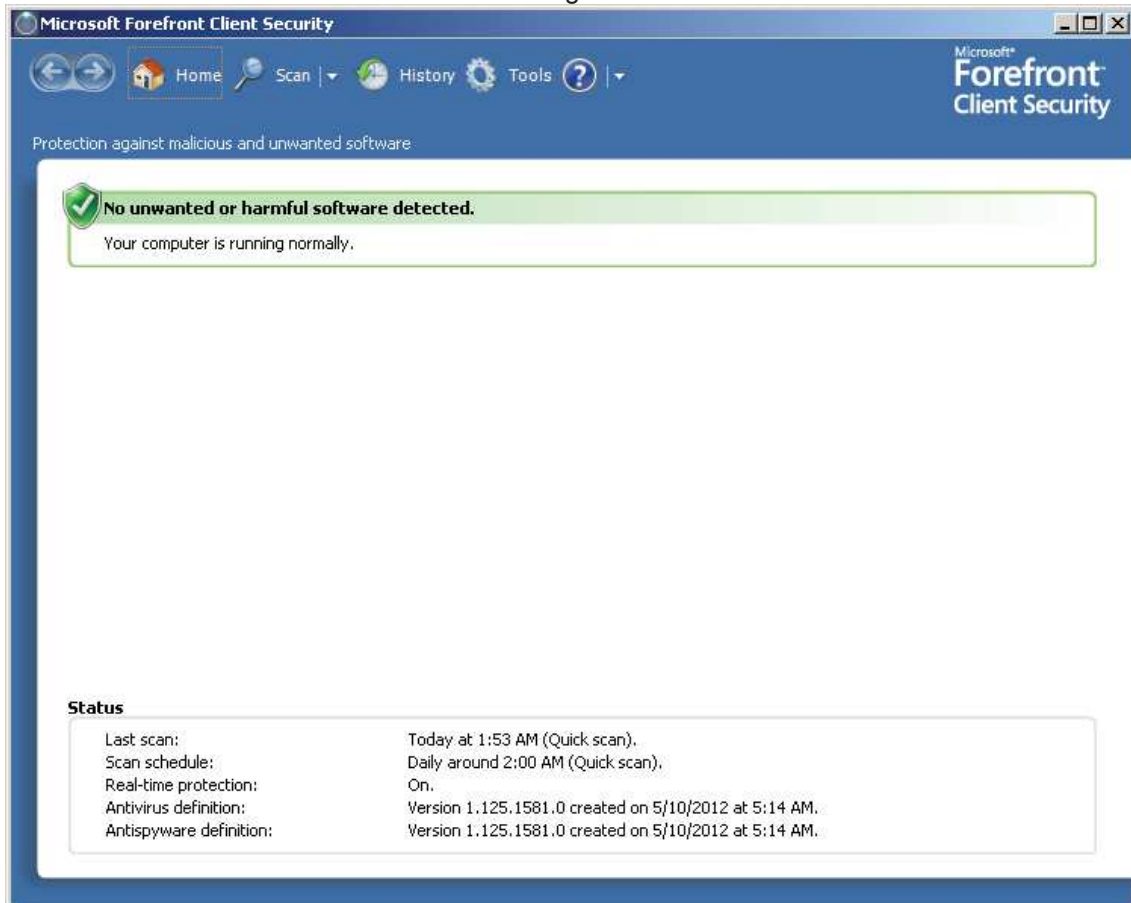 Microsoft Forefront Client Security
Home Scan History Tools ?
Microsoft
Forefront
Client Security
Protection against malicious and unwanted software
No unwanted or harmful software detected.
Your computer is running normally.
Status
Last scan: Today at 1:53 AM (Quick scan).
Scan schedule: Daily around 2:00 AM (Quick scan).
Real-time protection: On.
Antivirus definition: Version 1.125.1581.0 created on 5/10/2012 at 5:14 AM.
Antispyware definition: Version 1.125.1581.0 created on 5/10/2012 at 5:14 AM.